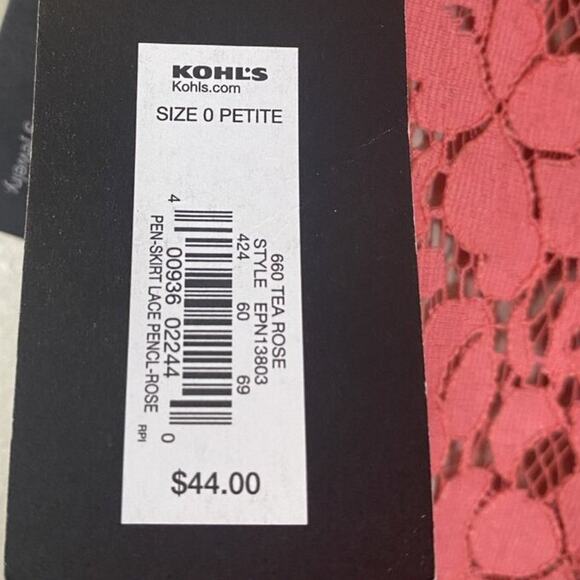 KOHL'S
Kohls.com
SIZE 0 PETITE
660 TEA ROSE
STYLE EPN13803
424 60 69
4 00936 02244 0
PEN-SKIRT LACE PENCL-ROSE
RPI
$44.00